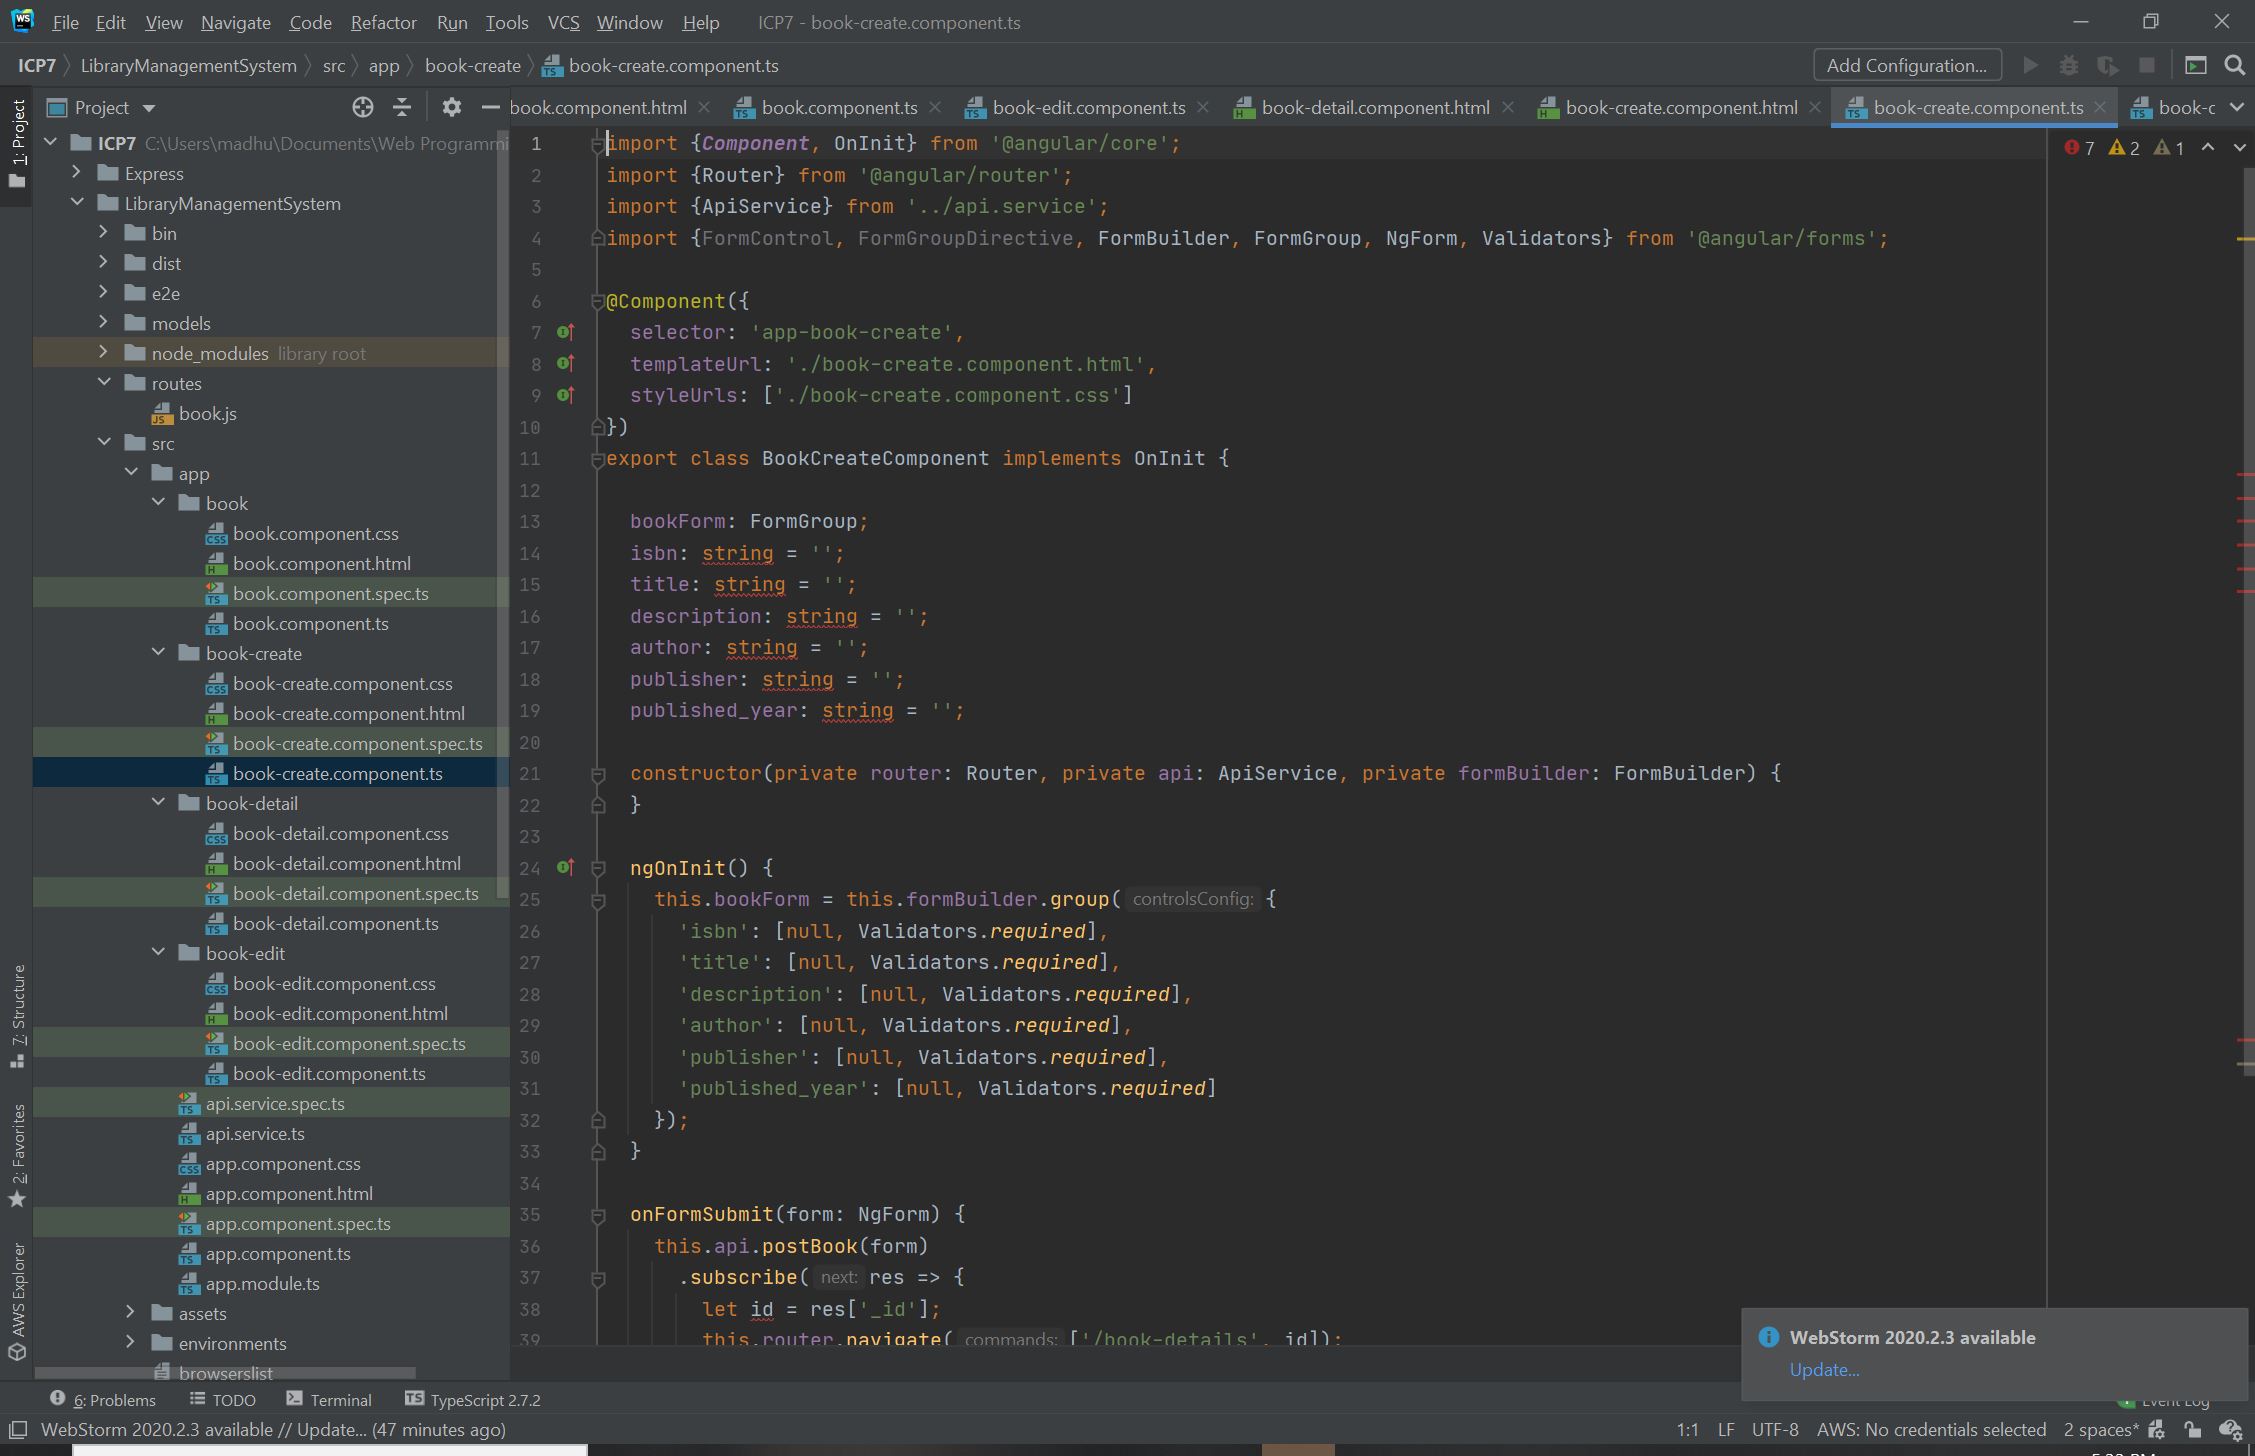 WS File Edit View Navigate Code Refactor Run Tools VCS Window Help ICP7 - book-create.component.ts
ICP7 LibraryManagementSystem src app book-create book-create.component.ts Add Configuration...
1: Project
Project
book.component.html book.component.ts book-edit.component.ts book-detail.component.html book-create.component.html book-create.component.ts book-c
7 2 1
ICP7 C:\Users\madhu\Documents\Web Programmi
Express
LibraryManagementSystem
bin
dist
e2e
models
node_modules library root
routes
book.js
src
app
book
book.component.css
book.component.html
book.component.spec.ts
book.component.ts
book-create
book-create.component.css
book-create.component.html
book-create.component.spec.ts
book-create.component.ts
book-detail
book-detail.component.css
book-detail.component.html
book-detail.component.spec.ts
book-detail.component.ts
book-edit
book-edit.component.css
book-edit.component.html
book-edit.component.spec.ts
book-edit.component.ts
api.service.spec.ts
api.service.ts
app.component.css
app.component.html
app.component.spec.ts
app.component.ts
app.module.ts
assets
environments
browserslist
7: Structure
2: Favorites
AWS Explorer
1 import {Component, OnInit} from '@angular/core';
2 import {Router} from '@angular/router';
3 import {ApiService} from '../api.service';
4 import {FormControl, FormGroupDirective, FormBuilder, FormGroup, NgForm, Validators} from '@angular/forms';
5
6 @Component({
7 selector: 'app-book-create',
8 templateUrl: './book-create.component.html',
9 styleUrls: ['./book-create.component.css']
10 })
11 export class BookCreateComponent implements OnInit {
12
13 bookForm: FormGroup;
14 isbn: string = '';
15 title: string = '';
16 description: string = '';
17 author: string = '';
18 publisher: string = '';
19 published_year: string = '';
20
21 constructor(private router: Router, private api: ApiService, private formBuilder: FormBuilder) {
22 }
23
24 ngOnInit() {
25 this.bookForm = this.formBuilder.group( controlsConfig: {
26 'isbn': [null, Validators.required],
27 'title': [null, Validators.required],
28 'description': [null, Validators.required],
29 'author': [null, Validators.required],
30 'publisher': [null, Validators.required],
31 'published_year': [null, Validators.required]
32 });
33 }
34
35 onFormSubmit(form: NgForm) {
36 this.api.postBook(form)
37 .subscribe( next: res => {
38 let id = res['_id'];
39 this.router.navigate( commands: ['/book-details', id]);
WebStorm 2020.2.3 available
Update...
6: Problems TODO Terminal TypeScript 2.7.2 Event Log
WebStorm 2020.2.3 available // Update... (47 minutes ago) 1:1 LF UTF-8 AWS: No credentials selected 2 spaces*